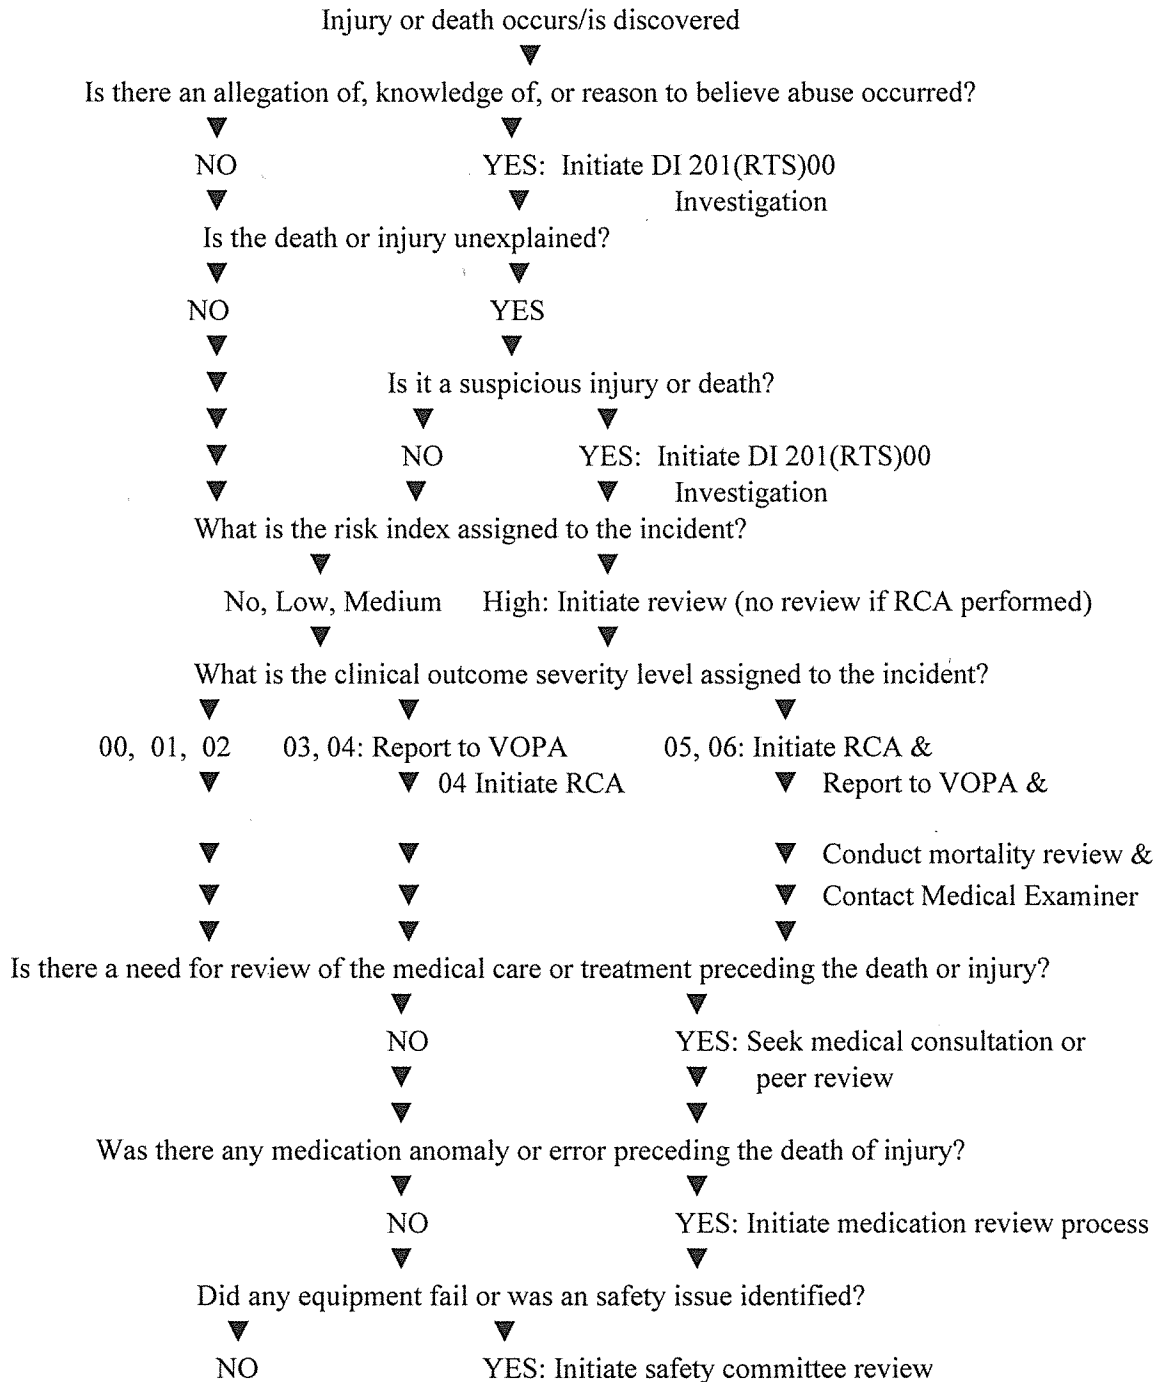 Injury or death occurs/is discovered
Is there an allegation of, knowledge of, or reason to believe abuse occurred?
NO YES: Initiate DI 201(RTS)00
Investigation
Is the death or injury unexplained?
NO YES
Is it a suspicious injury or death?
NO YES: Initiate DI 201(RTS)00
Investigation
What is the risk index assigned to the incident?
No, Low, Medium High: Initiate review (no review if RCA performed)
What is the clinical outcome severity level assigned to the incident?
00, 01, 02 03, 04: Report to VOPA 05, 06: Initiate RCA &
04 Initiate RCA Report to VOPA &
Conduct mortality review &
Contact Medical Examiner
Is there a need for review of the medical care or treatment preceding the death or injury?
NO YES: Seek medical consultation or
peer review
Was there any medication anomaly or error preceding the death of injury?
NO YES: Initiate medication review process
Did any equipment fail or was an safety issue identified?
NO YES: Initiate safety committee review